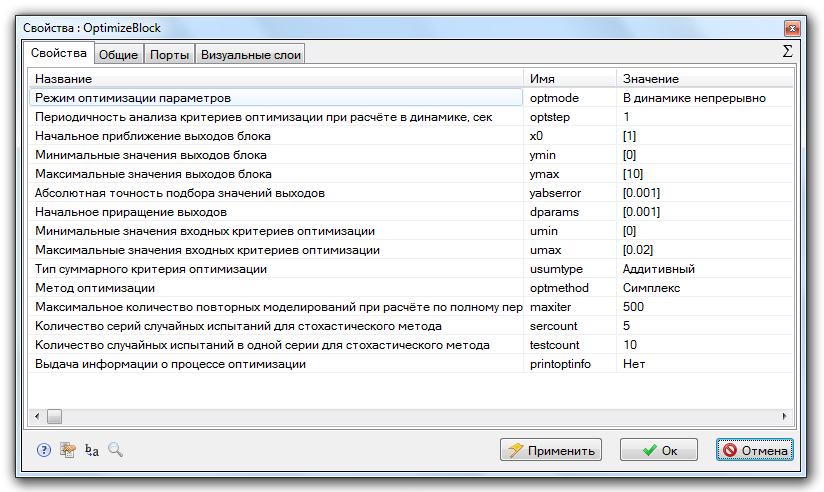 Свойства : OptimizeBlock
Свойства Общие Порты Визуальные слои Σ
Название Имя Значение
Режим оптимизации параметров optmode В динамике непрерывно
Периодичность анализа критериев оптимизации при расчёте в динамике, сек optstep 1
Начальное приближение выходов блока x0 [1]
Минимальные значения выходов блока ymin [0]
Максимальные значения выходов блока ymax [10]
Абсолютная точность подбора значений выходов yabserror [0.001]
Начальное приращение выходов dparams [0.001]
Минимальные значения входных критериев оптимизации umin [0]
Максимальные значения входных критериев оптимизации umax [0.02]
Тип суммарного критерия оптимизации usumtype Аддитивный
Метод оптимизации optmethod Симплекс
Максимальное количество повторных моделирований при расчёте по полному пер maxiter 500
Количество серий случайных испытаний для стохастического метода sercount 5
Количество случайных испытаний в одной серии для стохастического метода testcount 10
Выдача информации о процессе оптимизации printoptinfo Нет
? b,a Применить Ок Отмена